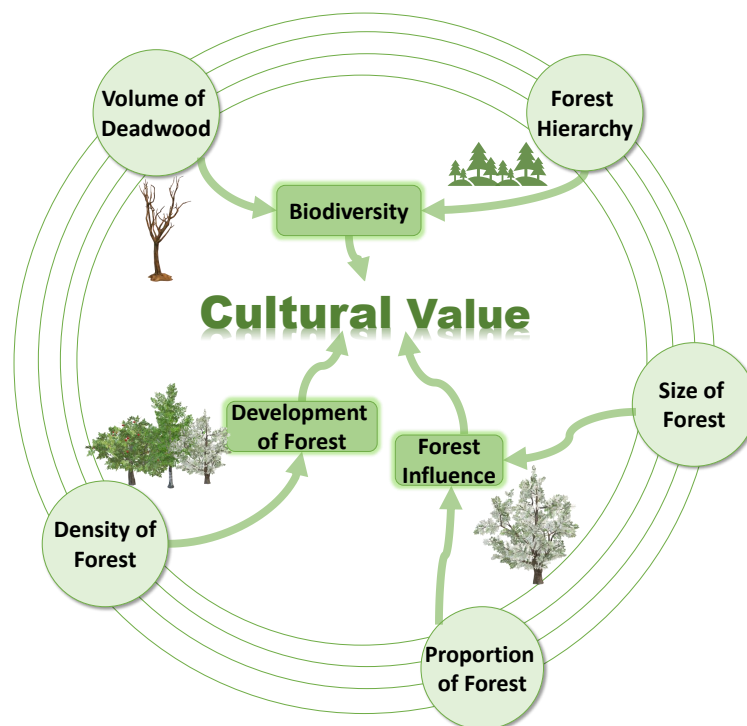 Volume of
Deadwood
Forest
Hierarchy
Biodiversity
Cultural Value
Size of
Forest
Development
of Forest
Forest
Influence
Density of
Forest
Proportion
of Forest